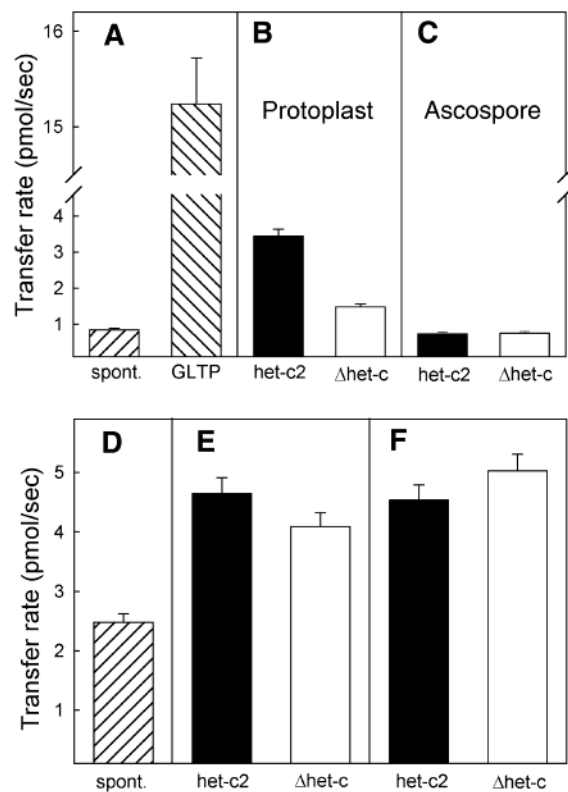 A B C
16
15
4
3
2
1
Transfer rate (pmol/sec)
Protoplast Ascospore
spont. GLTP het-c2 Δhet-c het-c2 Δhet-c
D E F
5
4
3
2
1
Transfer rate (pmol/sec)
spont. het-c2 Δhet-c het-c2 Δhet-c